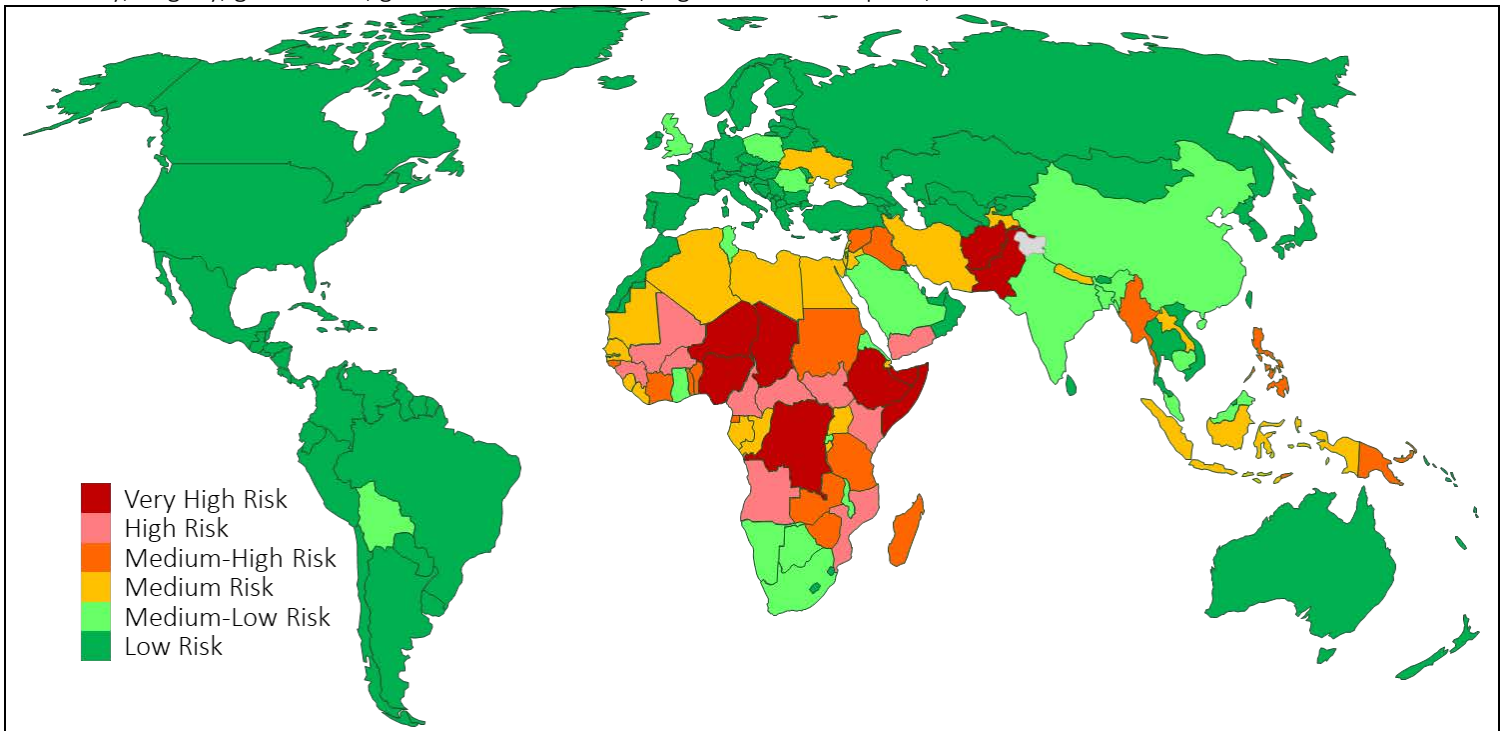 Very High Risk
High Risk
Medium-High Risk
Medium Risk
Medium-Low Risk
Low Risk